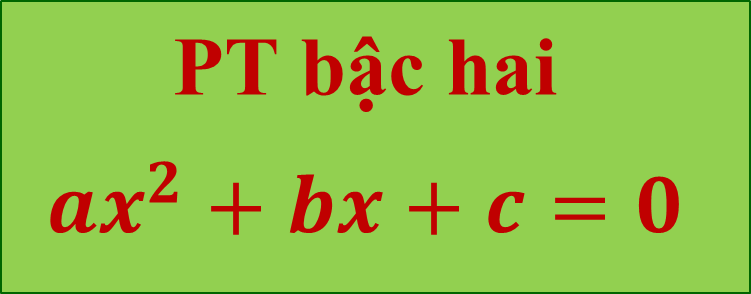 PT bậc hai
ax² + bx + c = 0